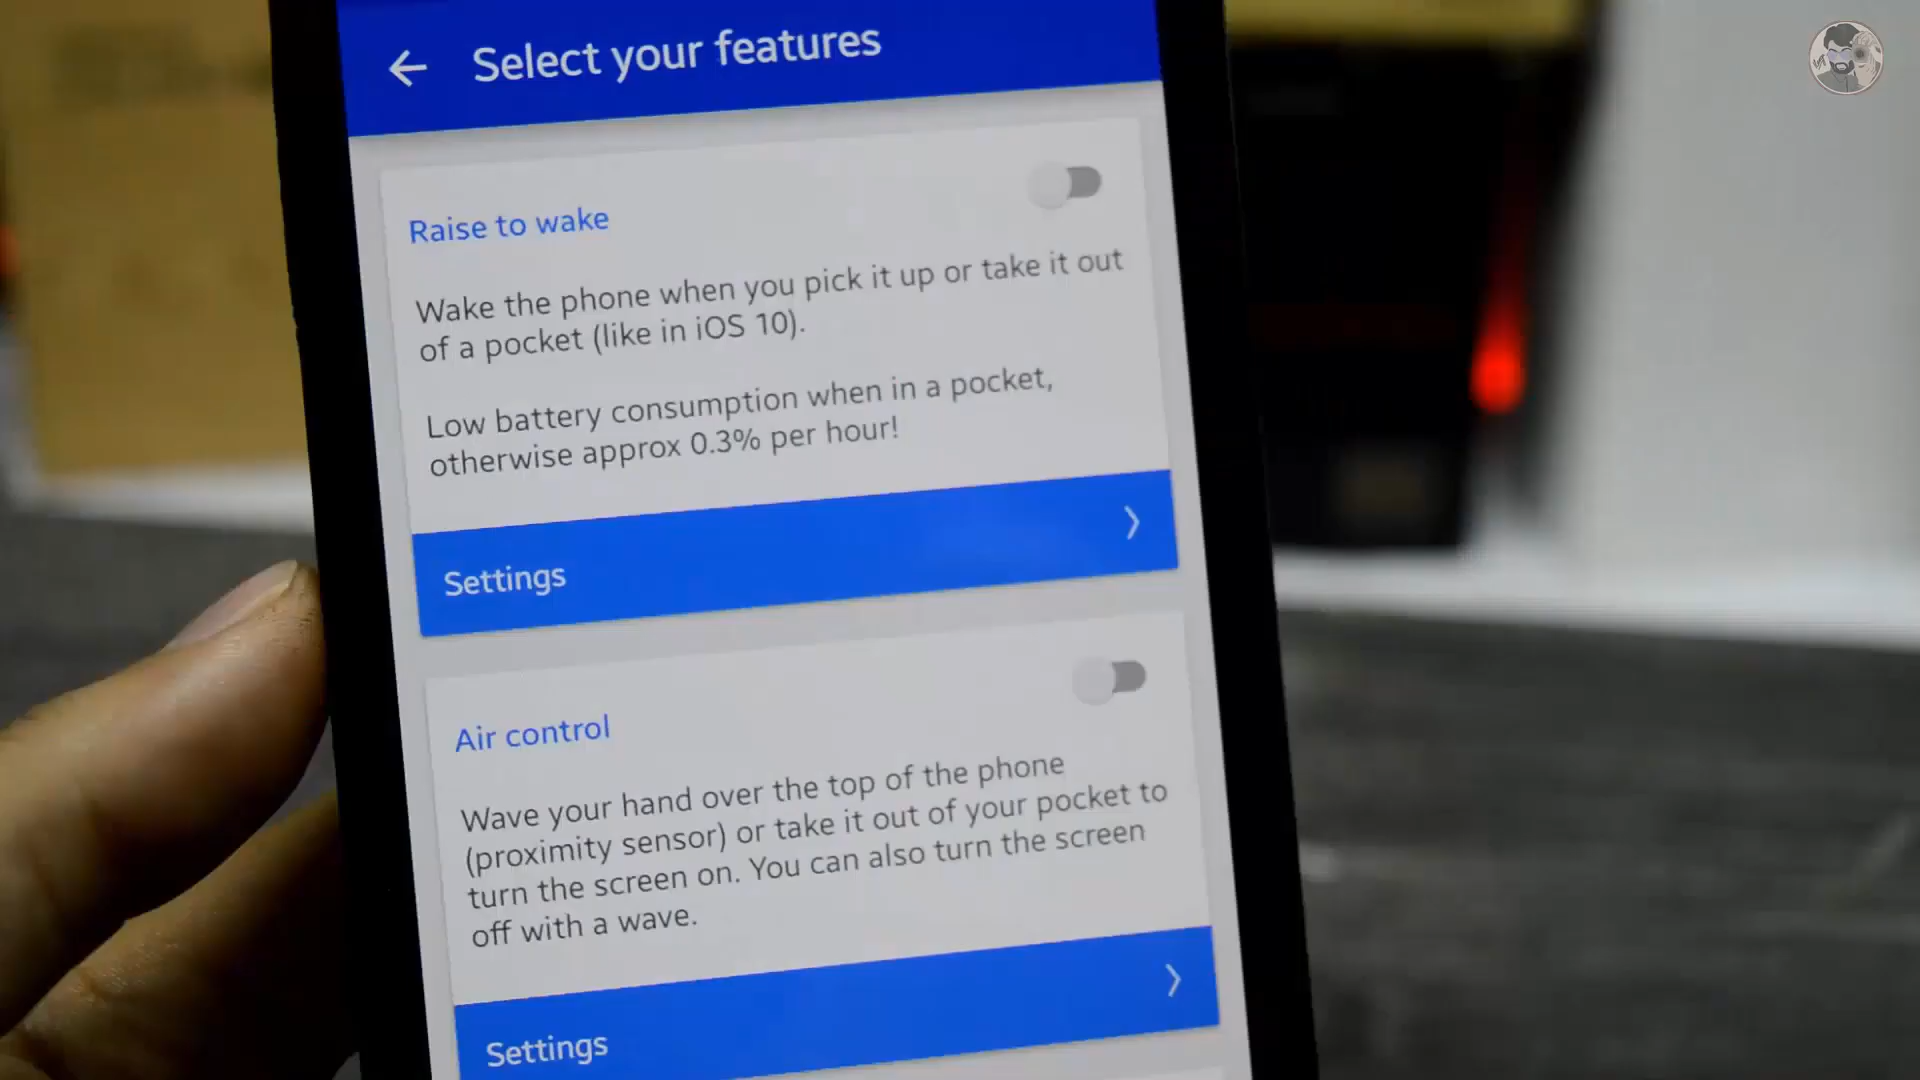 Select your features
Raise to wake
Wake the phone when you pick it up or take it out
of a pocket (like in iOS 10).
Low battery consumption when in a pocket,
otherwise approx 0.3% per hour!
Settings
Air control
Wave your hand over the top of the phone
(proximity sensor) or take it out of your pocket to
turn the screen on. You can also turn the screen
off with a wave.
Settings